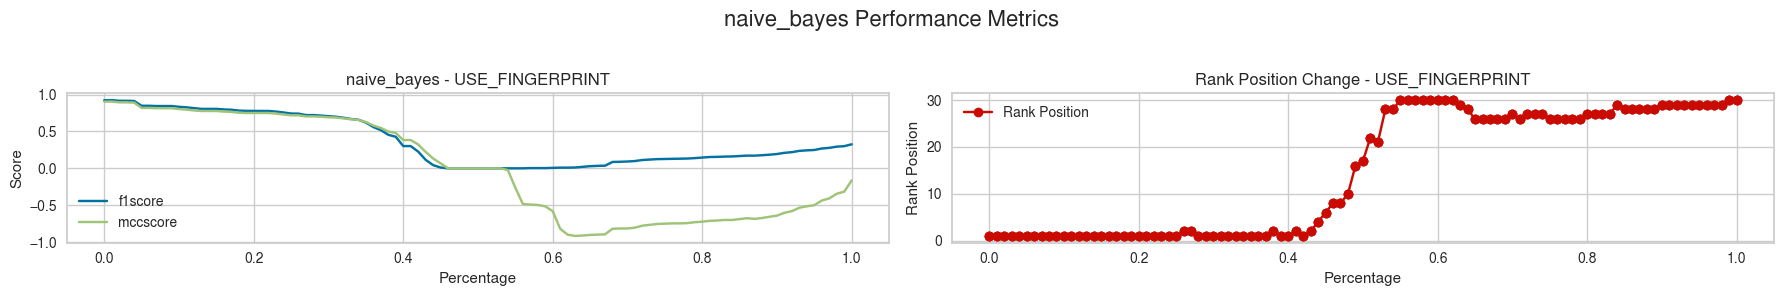 naive_bayes Performance Metrics
naive_bayes - USE_FINGERPRINT
Score
1.0
0.5
0.0
−0.5
−1.0
f1score
mccscore
0.0 0.2 0.4 0.6 0.8 1.0
Percentage
Rank Position Change - USE_FINGERPRINT
Rank Position
30
20
10
0
Rank Position
0.0 0.2 0.4 0.6 0.8 1.0
Percentage